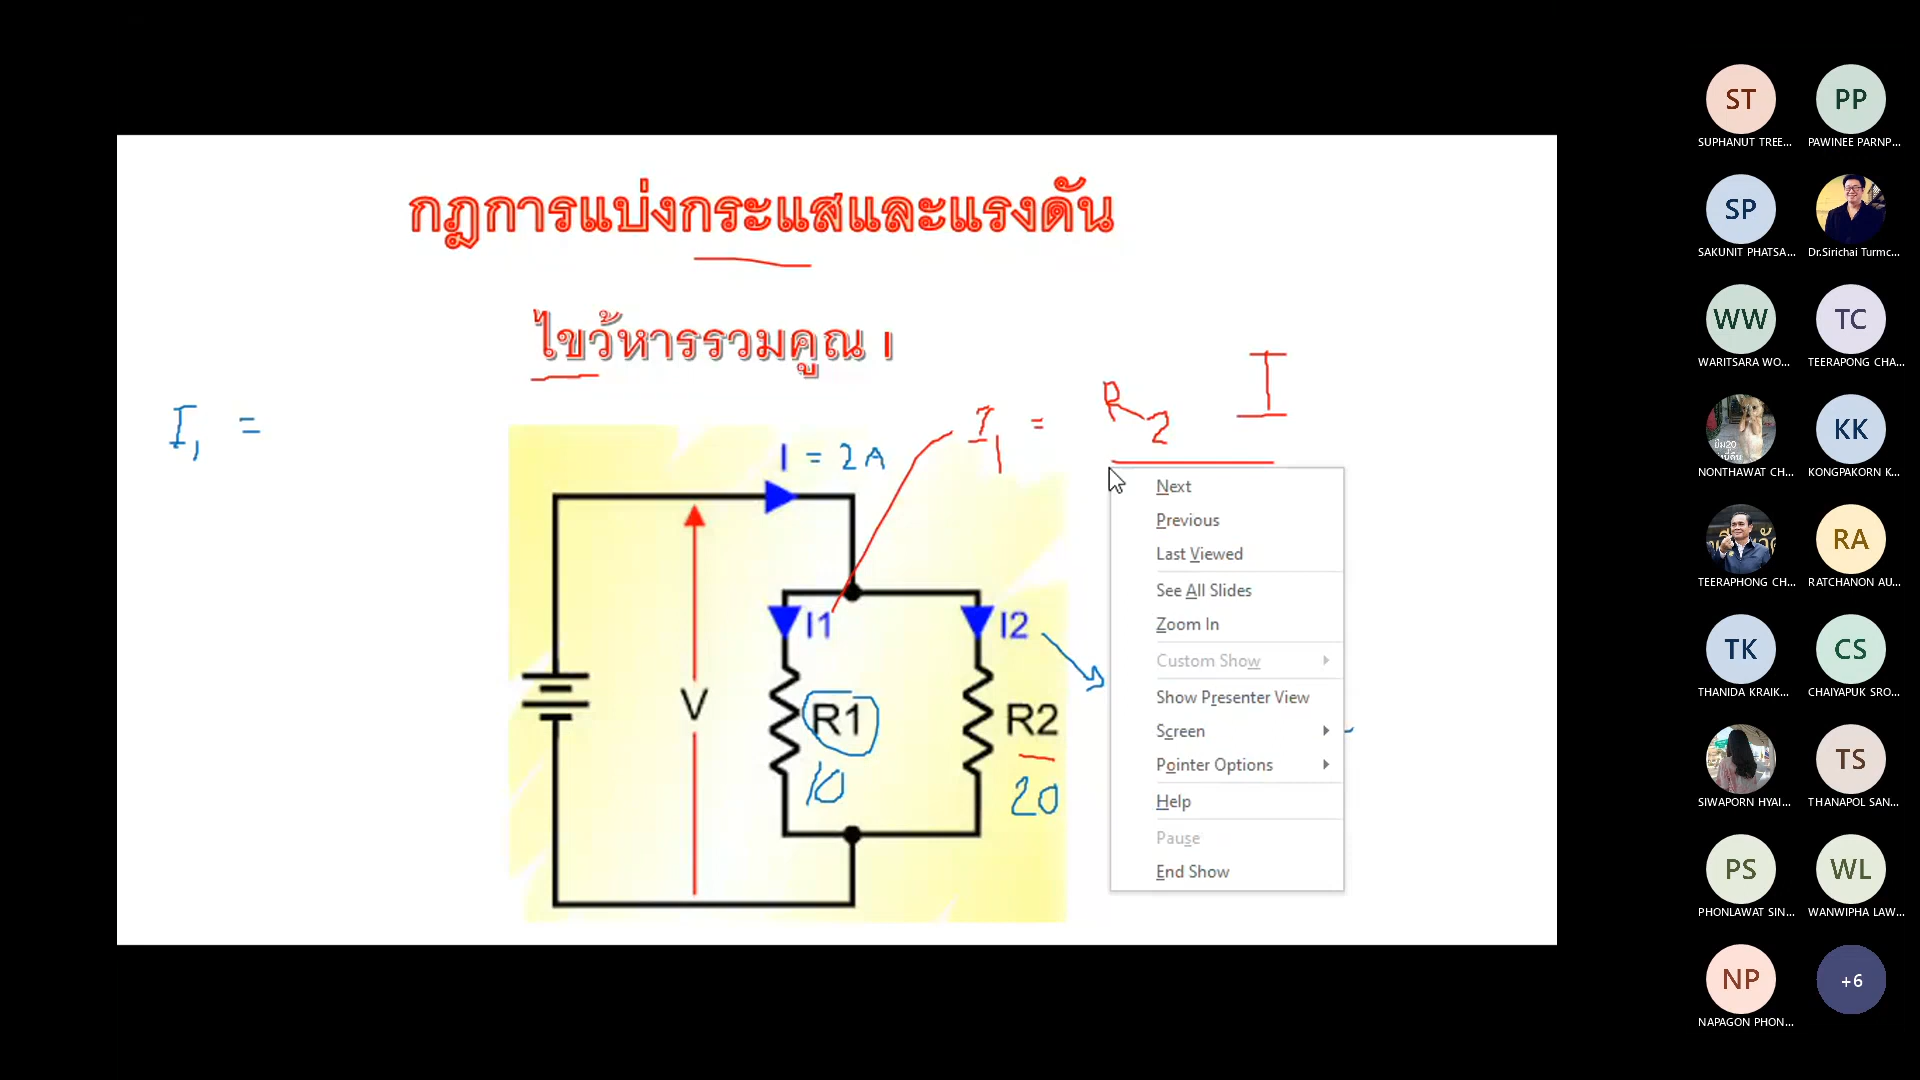 กฎการแบ่งกระแสและแรงดัน
ไขว้หารรวมคูณ I
I1 =
I = 2A
I1 = R2 I
I1
I2
V
R1
R2
10
20
Next
Previous
Last Viewed
See All Slides
Zoom In
Custom Show
Show Presenter View
Screen
Pointer Options
Help
Pause
End Show
ST
PP
SUPHANUT TREE...
PAWINEE PARNP...
SP
SAKUNIT PHATSA...
Dr.Sirichai Turmc...
WW
TC
WARITSARA WO...
TEERAPONG CHA...
KK
NONTHAWAT CH...
KONGPAKORN K...
RA
TEERAPHONG CH...
RATCHANON AU...
TK
CS
THANIDA KRAIK...
CHAIYAPUK SRO...
TS
SIWAPORN HYAI...
THANAPOL SAN...
PS
WL
PHONLAWAT SIN...
WANWIPHA LAW...
NP
+6
NAPAGON PHON...